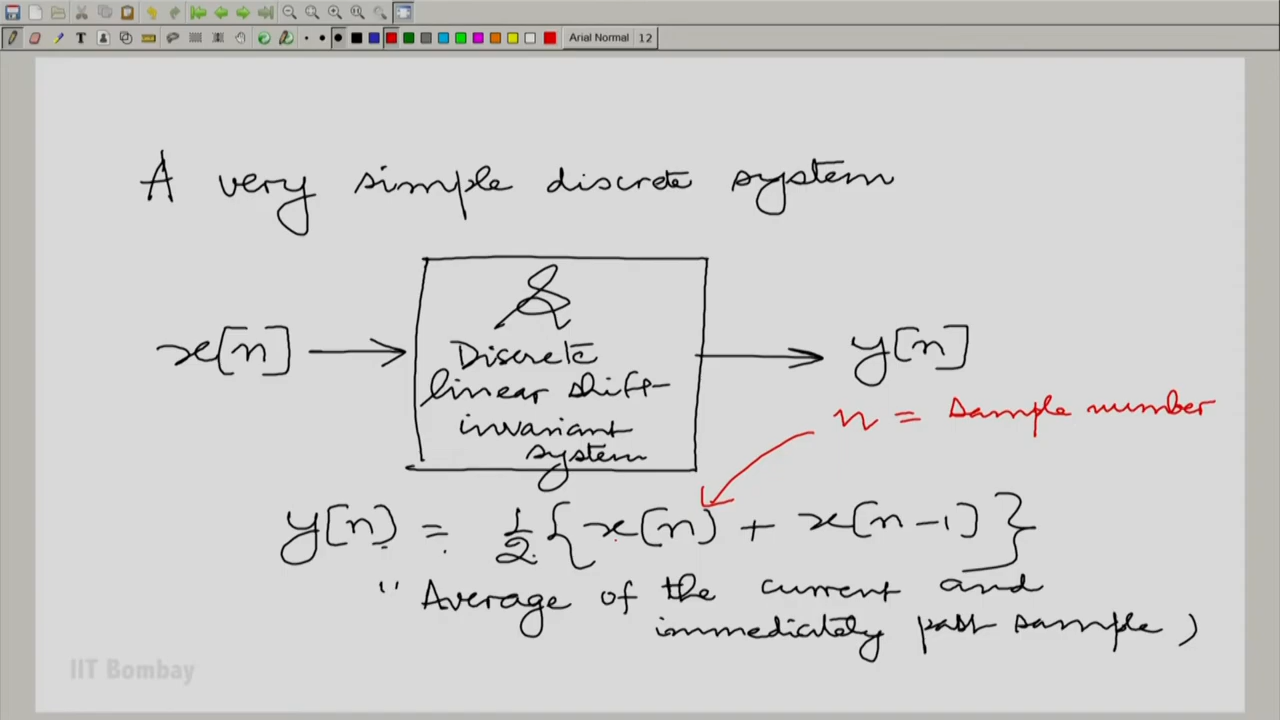 Arial Normal 12
A very simple discrete system
x[n]
S
Discrete
linear shift-
invariant
system
y[n]
n = sample number
y[n] = 1/2 { x[n] + x[n-1] }
" Average of the current and
immediately past sample )
IIT Bombay